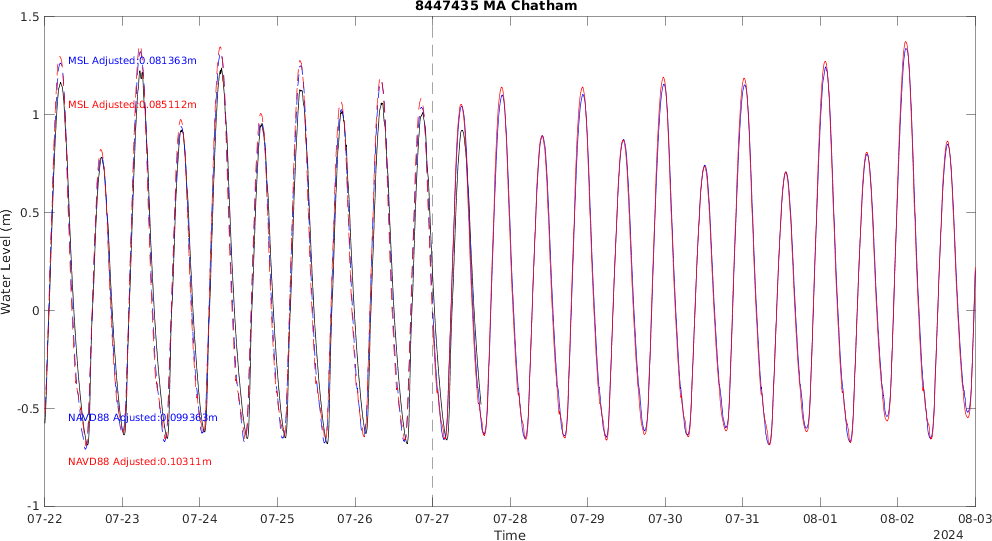 8447435 MA Chatham
1.5
1
0.5
0
-0.5
-1
Water Level (m)
MSL Adjusted:0.081363m
MSL Adjusted:0.085112m
NAVD88 Adjusted:0.099363m
NAVD88 Adjusted:0.10311m
07-22 07-23 07-24 07-25 07-26 07-27 07-28 07-29 07-30 07-31 08-01 08-02 08-03
Time
2024